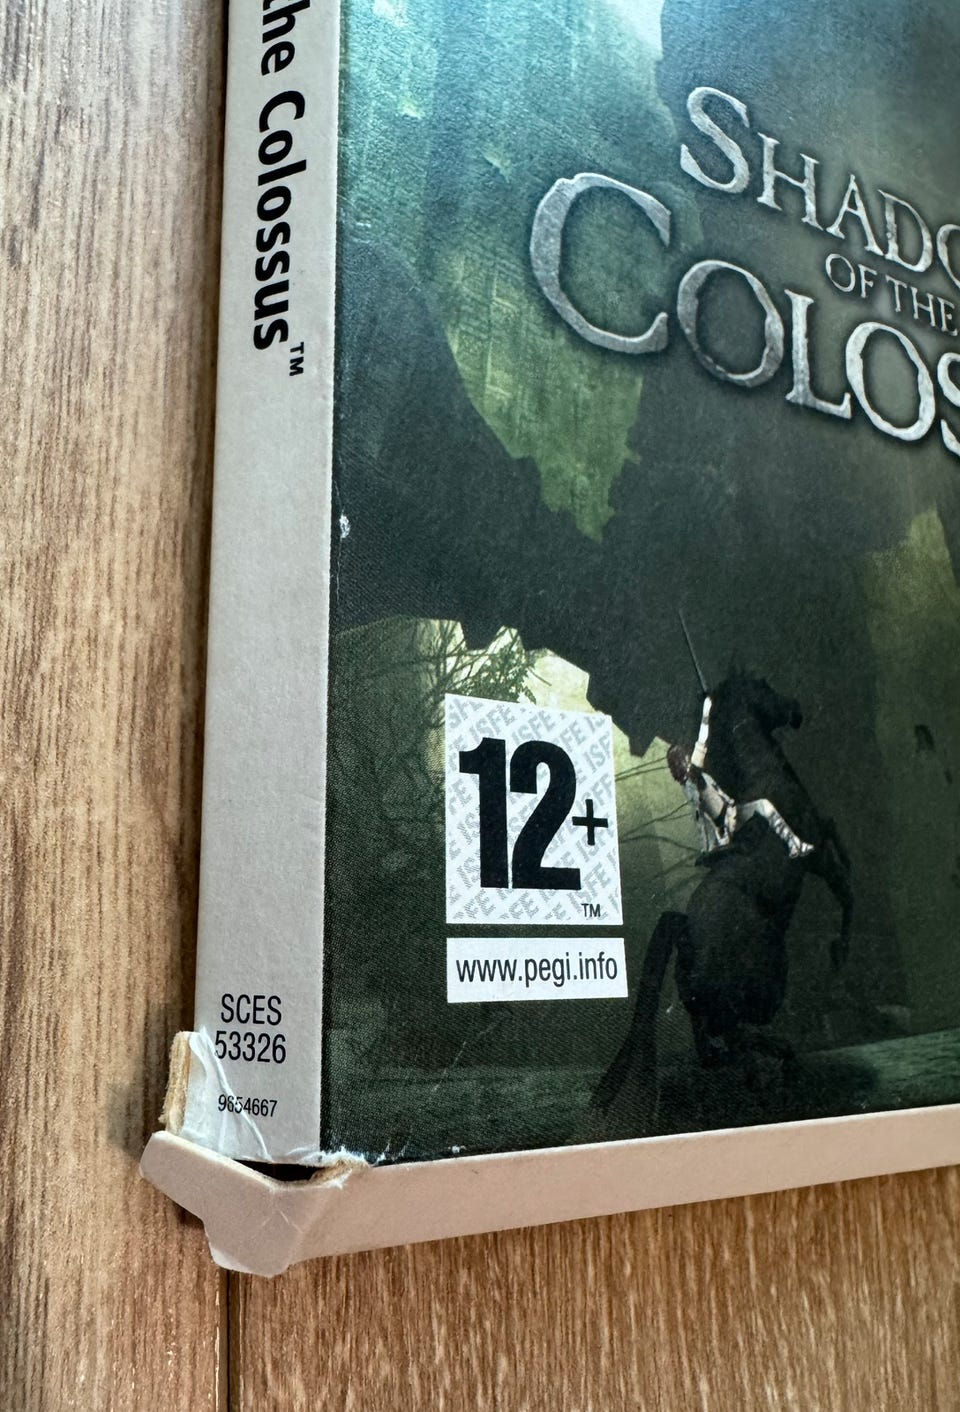 the Colossus™
SHADO
OF THE
COLOS
12+
TM
www.pegi.info
SCES
53326
9654667